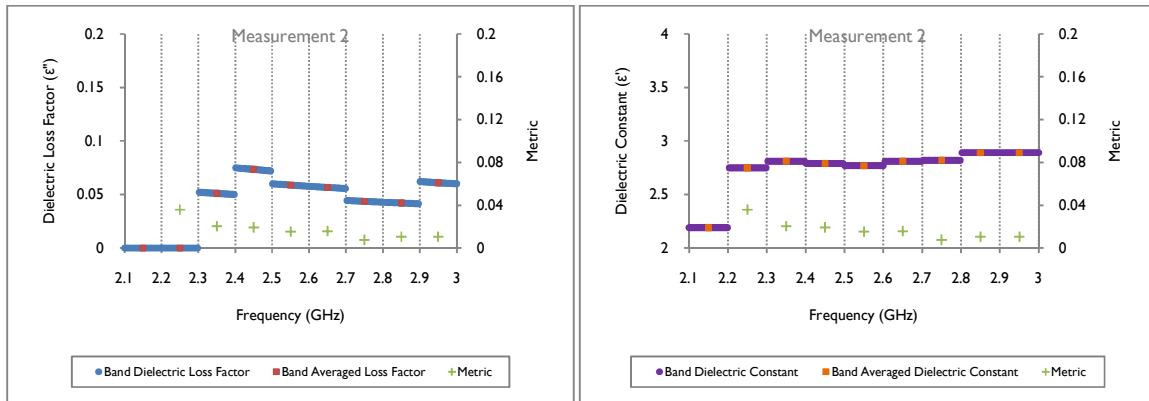 Measurement 2
Dielectric Loss Factor (ε")
0.2
0.15
0.1
0.05
0
0.2
0.16
0.12
0.08
0.04
0
Metric
2.1 2.2 2.3 2.4 2.5 2.6 2.7 2.8 2.9 3
Frequency (GHz)
Band Dielectric Loss Factor Band Averaged Loss Factor Metric
Measurement 2
Dielectric Constant (ε')
4
3.5
3
2.5
2
0.2
0.16
0.12
0.08
0.04
0
Metric
2.1 2.2 2.3 2.4 2.5 2.6 2.7 2.8 2.9 3
Frequency (GHz)
Band Dielectric Constant Band Averaged Dielectric Constant Metric